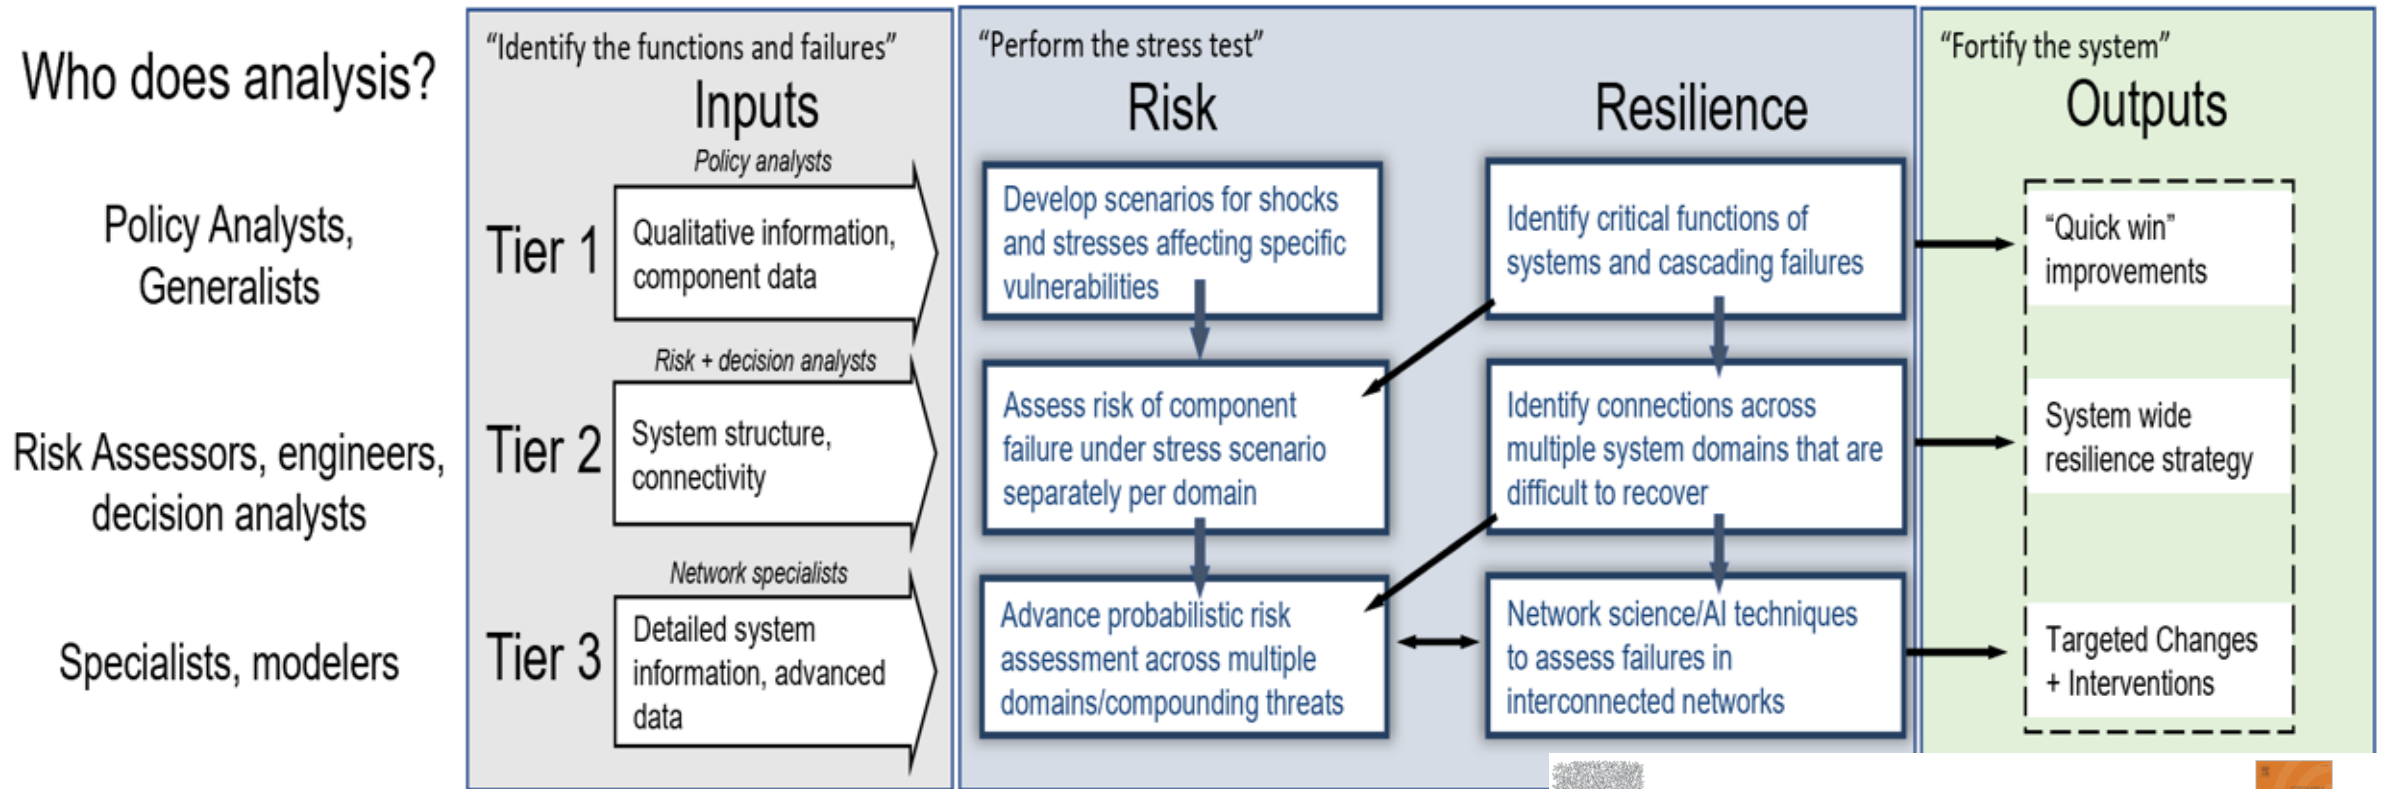 Who does analysis?
Policy Analysts,
Generalists
Risk Assessors, engineers,
decision analysts
Specialists, modelers
“Identify the functions and failures”
Inputs
Policy analysts
Tier 1
Qualitative information,
component data
Risk + decision analysts
Tier 2
System structure,
connectivity
Network specialists
Tier 3
Detailed system
information, advanced
data
“Perform the stress test”
Risk
Develop scenarios for shocks
and stresses affecting specific
vulnerabilities
Assess risk of component
failure under stress scenario
separately per domain
Advance probabilistic risk
assessment across multiple
domains/compounding threats
Resilience
Identify critical functions of
systems and cascading failures
Identify connections across
multiple system domains that are
difficult to recover
Network science/AI techniques
to assess failures in
interconnected networks
“Fortify the system”
Outputs
“Quick win”
improvements
System wide
resilience strategy
Targeted Changes
+ Interventions